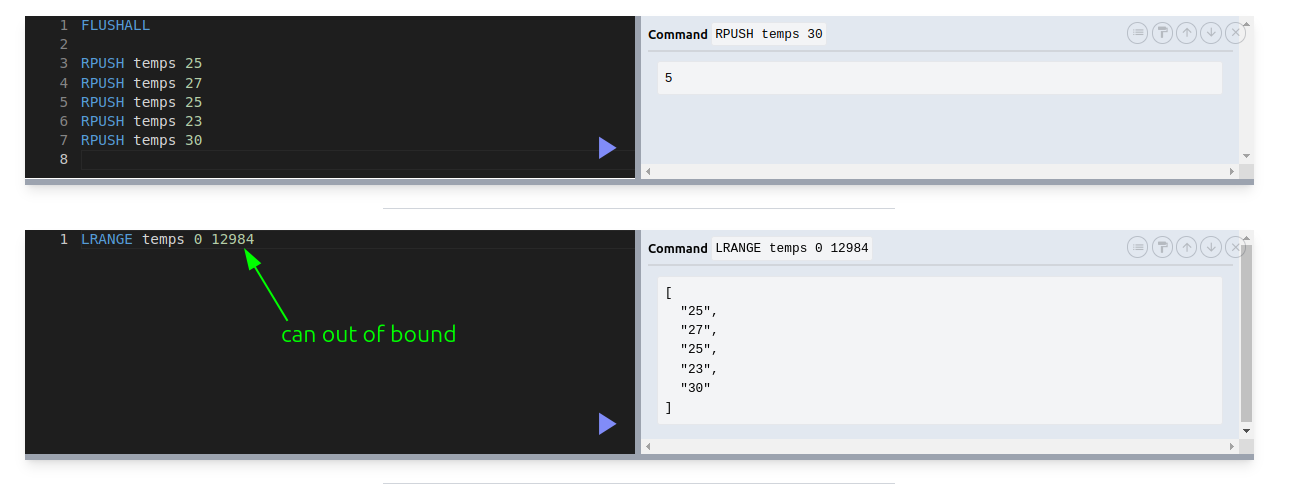 1 FLUSHALL
2
3 RPUSH temps 25
4 RPUSH temps 27
5 RPUSH temps 25
6 RPUSH temps 23
7 RPUSH temps 30
8
Command RPUSH temps 30
5
1 LRANGE temps 0 12984
can out of bound
Command LRANGE temps 0 12984
[
"25",
"27",
"25",
"23",
"30"
]